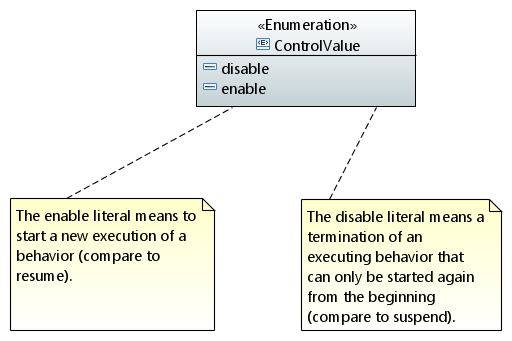 «Enumeration»
ControlValue
disable
enable
The enable literal means to
start a new execution of a
behavior (compare to
resume).
The disable literal means a
termination of an
executing behavior that
can only be started again
from the beginning
(compare to suspend).